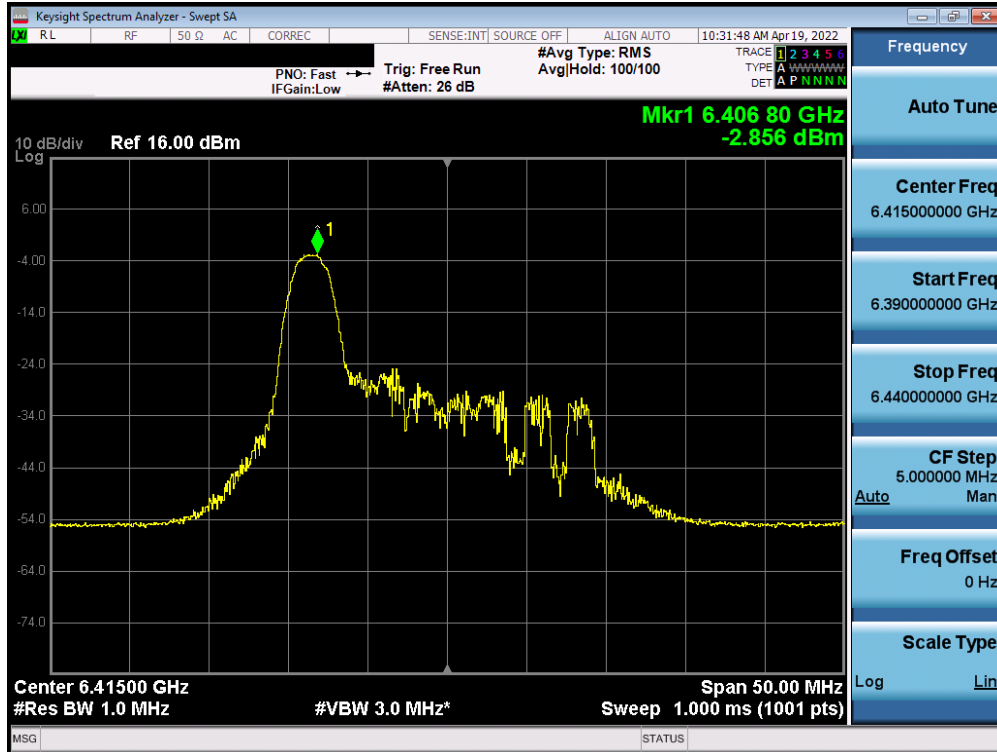 Keysight Spectrum Analyzer - Swept SA
LXI RL RF 50 Ω AC CORREC SENSE:INT SOURCE OFF ALIGN AUTO 10:31:48 AM Apr 19, 2022
PNO: Fast
IFGain:Low
Trig: Free Run
#Atten: 26 dB
#Avg Type: RMS
Avg|Hold: 100/100
TRACE 1 2 3 4 5 6
TYPE A WWWWW
DET A P N N N N
Mkr1 6.406 80 GHz
-2.856 dBm
10 dB/div Ref 16.00 dBm
Log
1
6.00
-4.00
-14.0
-24.0
-34.0
-44.0
-54.0
-64.0
-74.0
Center 6.41500 GHz Span 50.00 MHz
#Res BW 1.0 MHz #VBW 3.0 MHz* Sweep 1.000 ms (1001 pts)
MSG STATUS
Frequency
Auto Tune
Center Freq
6.415000000 GHz
Start Freq
6.390000000 GHz
Stop Freq
6.440000000 GHz
CF Step
5.000000 MHz
Auto Man
Freq Offset
0 Hz
Scale Type
Log Lin